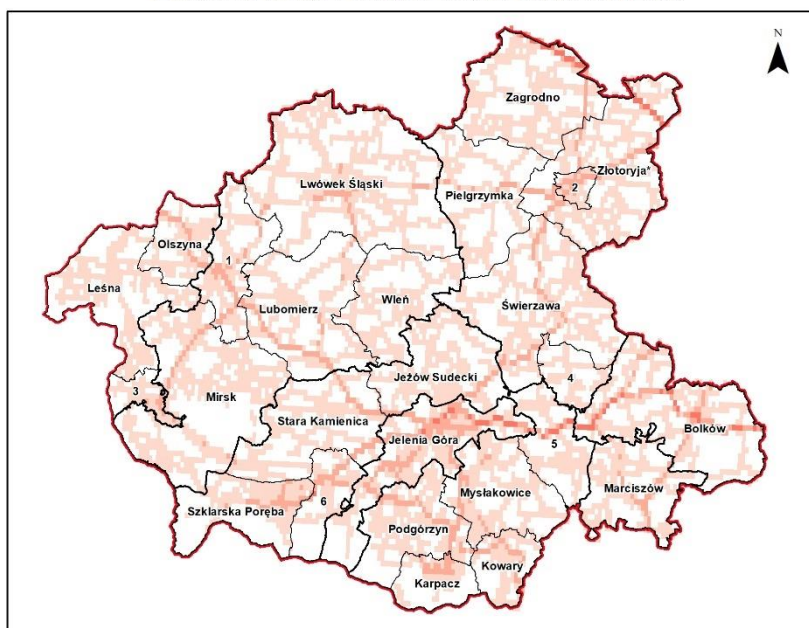 N
Zagrodno
Złotoryja*
2
Lwówek Śląski
Pielgrzymka
Olszyna
1
Leśna
Lubomierz
Wleń
Świerzawa
Jeżów Sudecki
4
3
Mirsk
Stara Kamienica
Jelenia Góra
5
Bolków
6
Mysłakowice
Marciszów
Szklarska Poręba
Podgórzyn
Kowary
Karpacz